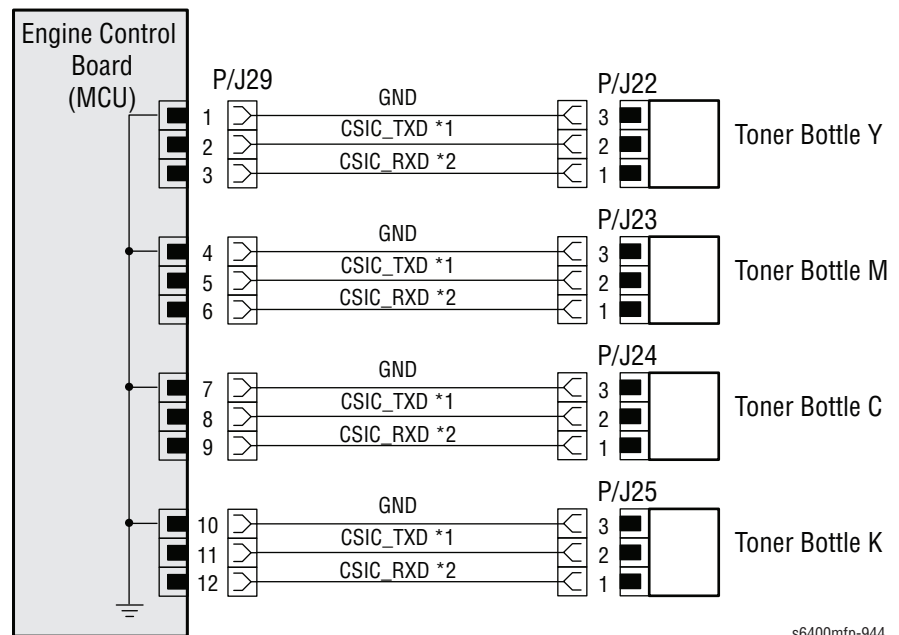 Engine Control
Board
(MCU)
P/J29
P/J22
1 GND 3
2 CSIC_TXD *1 2
3 CSIC_RXD *2 1
Toner Bottle Y
P/J23
4 GND 3
5 CSIC_TXD *1 2
6 CSIC_RXD *2 1
Toner Bottle M
P/J24
7 GND 3
8 CSIC_TXD *1 2
9 CSIC_RXD *2 1
Toner Bottle C
P/J25
10 GND 3
11 CSIC_TXD *1 2
12 CSIC_RXD *2 1
Toner Bottle K
s6400mfp-944